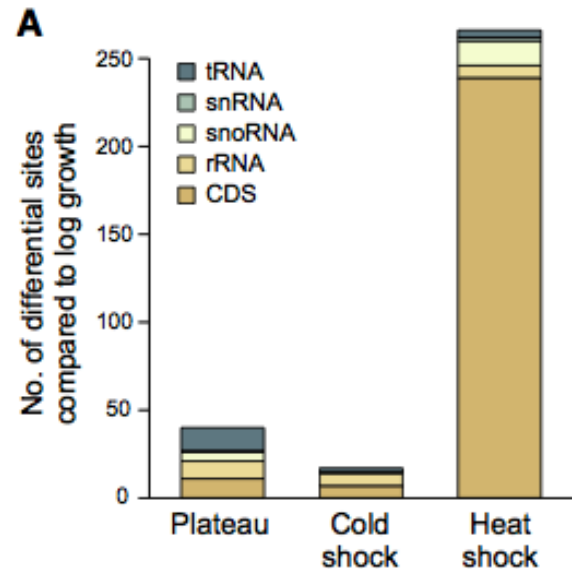 A
No. of differential sites
compared to log growth
250
200
150
100
50
0
tRNA
snRNA
snoRNA
rRNA
CDS
Plateau
Cold
shock
Heat
shock